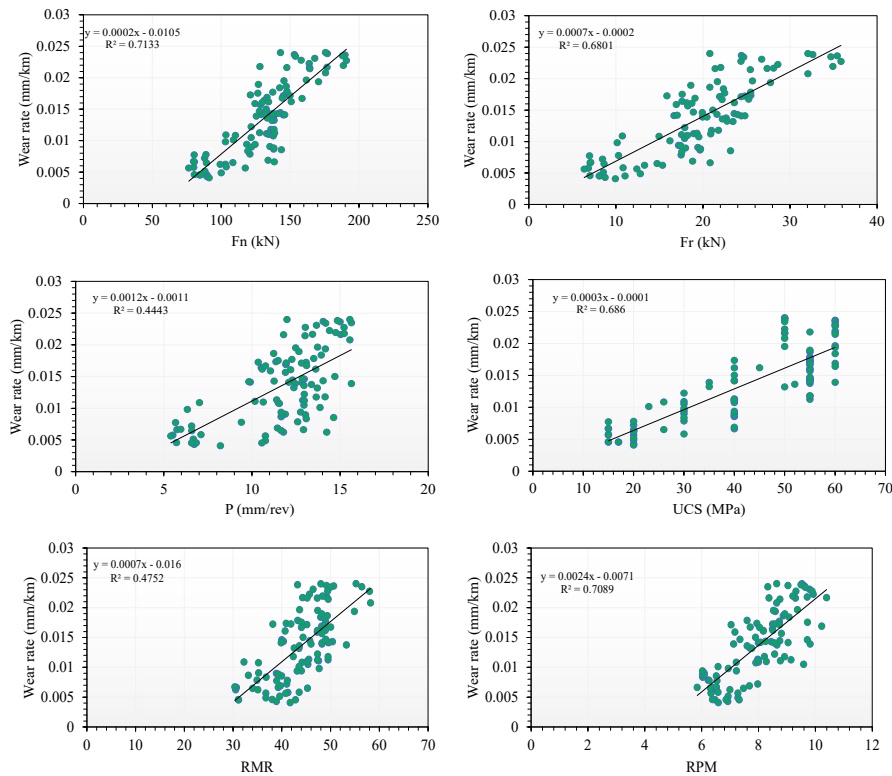 y = 0.0002x - 0.0105
R² = 0.7133
Wear rate (mm/km)
0.03
0.025
0.02
0.015
0.01
0.005
0
0 50 100 150 200 250
Fn (kN)
y = 0.0007x - 0.0002
R² = 0.6801
Wear rate (mm/km)
0.03
0.025
0.02
0.015
0.01
0.005
0
0 10 20 30 40
Fr (kN)
y = 0.0012x - 0.0011
R² = 0.4443
Wear rate (mm/km)
0.03
0.025
0.02
0.015
0.01
0.005
0
0 5 10 15 20
P (mm/rev)
y = 0.0003x - 0.0001
R² = 0.686
Wear rate (mm/km)
0.03
0.025
0.02
0.015
0.01
0.005
0
0 10 20 30 40 50 60 70
UCS (MPa)
y = 0.0007x - 0.016
R² = 0.4752
Wear rate (mm/km)
0.03
0.025
0.02
0.015
0.01
0.005
0
0 10 20 30 40 50 60 70
RMR
y = 0.0024x - 0.0071
R² = 0.7089
Wear rate (mm/km)
0.03
0.025
0.02
0.015
0.01
0.005
0
0 2 4 6 8 10 12
RPM